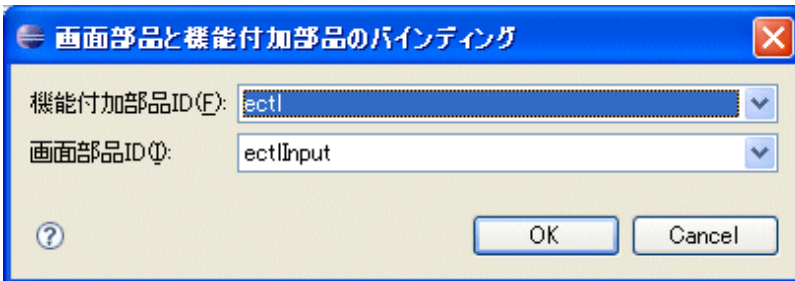 画面部品と機能付加部品のバインディング
機能付加部品ID(F): ectl
画面部品ID(I): ectlInput
OK Cancel